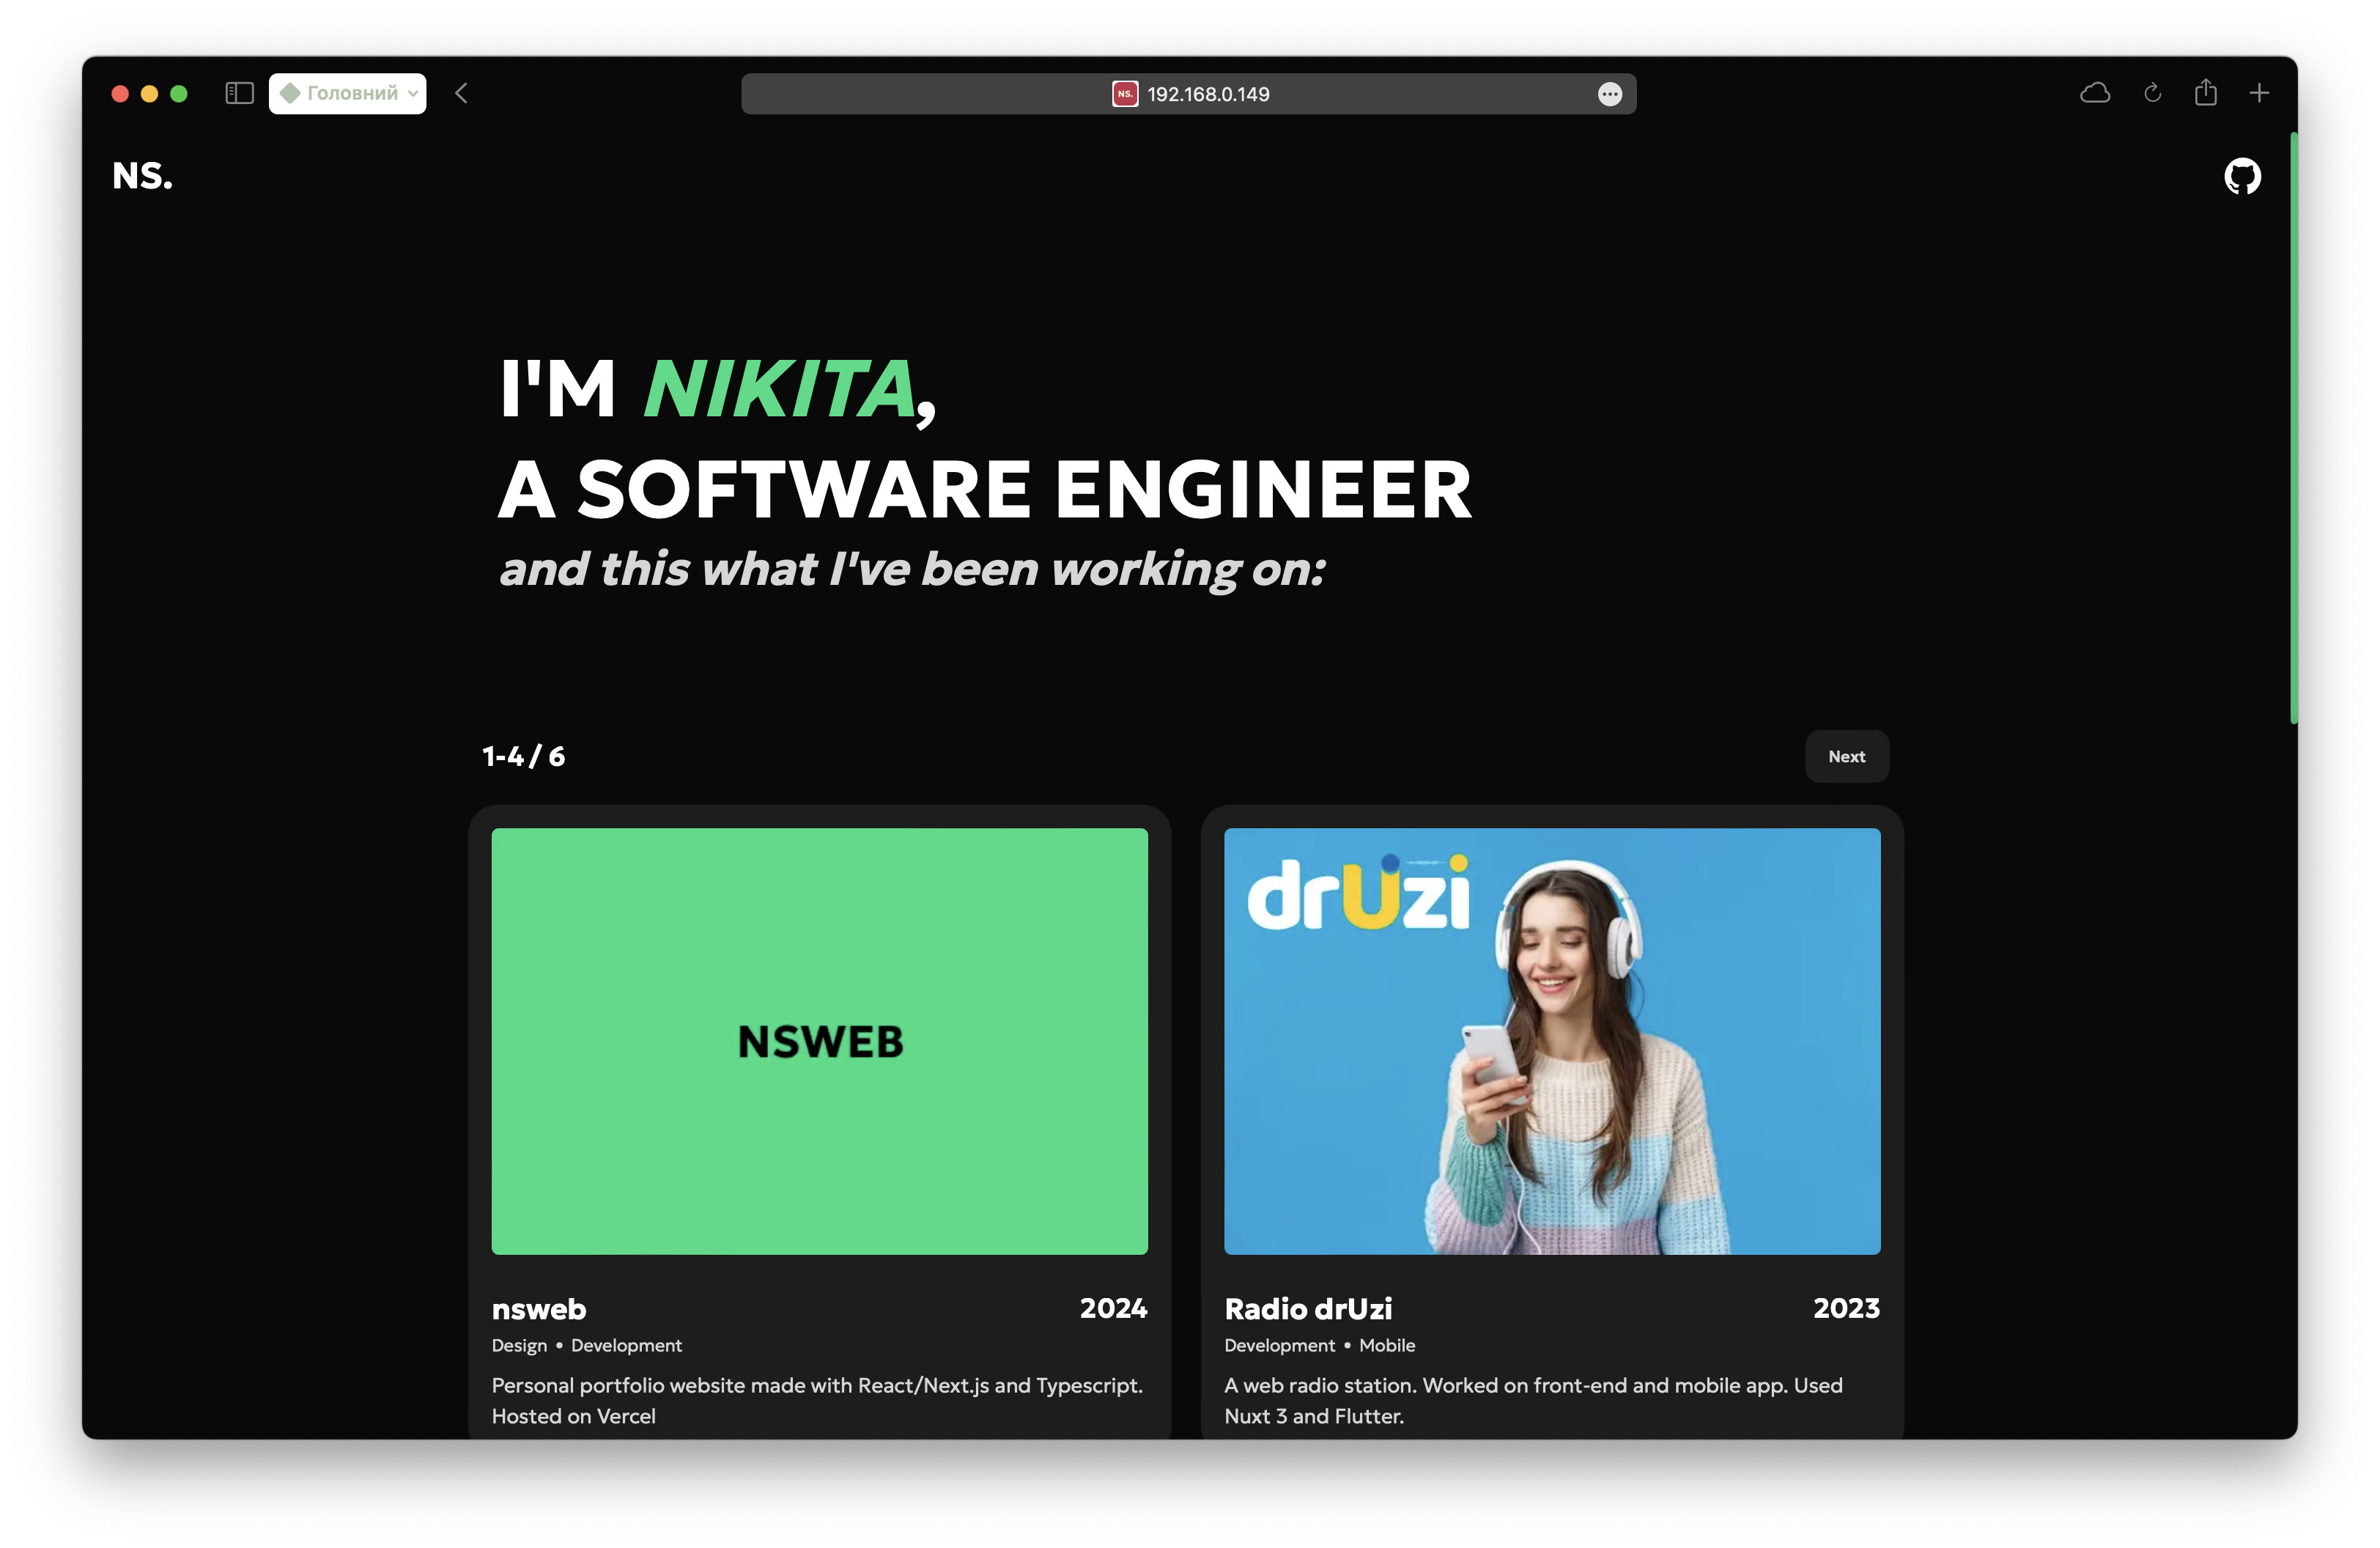 Головний
NS. 192.168.0.149
NS.
I'M NIKITA,
A SOFTWARE ENGINEER
and this what I've been working on:
1-4 / 6
Next
NSWEB
drUzi
nsweb 2024
Design • Development
Personal portfolio website made with React/Next.js and Typescript.
Hosted on Vercel
Radio drUzi 2023
Development • Mobile
A web radio station. Worked on front-end and mobile app. Used
Nuxt 3 and Flutter.